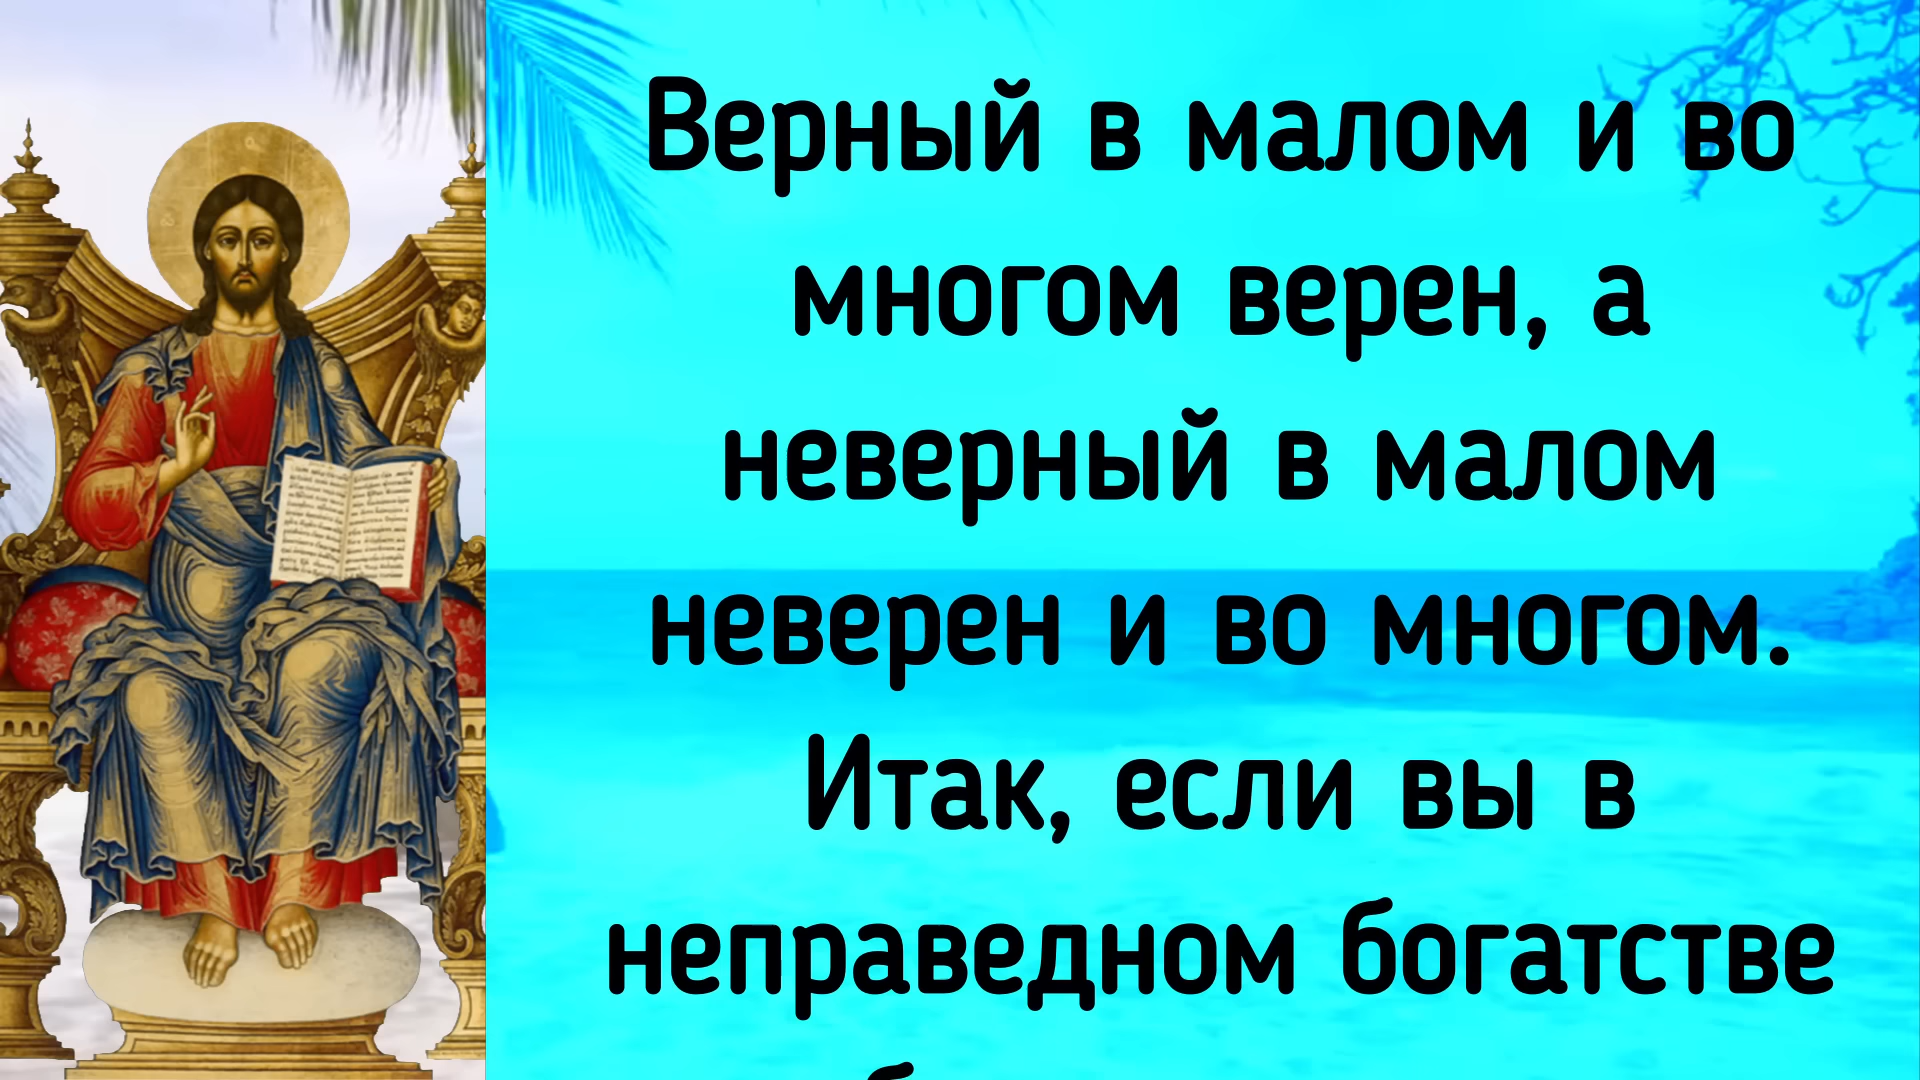 Верный в малом и во
многом верен, а
неверный в малом
неверен и во многом.
Итак, если вы в
неправедном богатстве